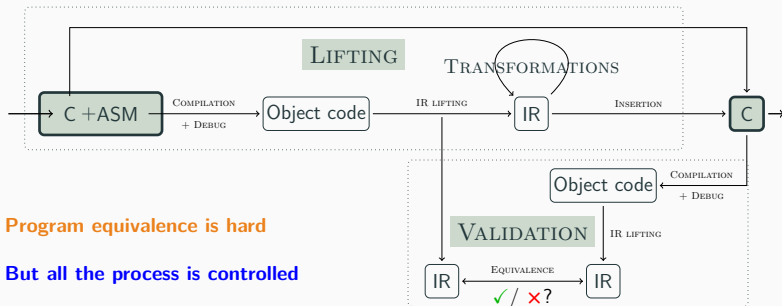 LIFTING
TRANSFORMATIONS
C +ASM
COMPILATION
+ DEBUG
Object code
IR LIFTING
IR
INSERTION
C
Object code
COMPILATION
+ DEBUG
Program equivalence is hard
VALIDATION
IR LIFTING
But all the process is controlled
IR
EQUIVALENCE
✓/ ×?
IR